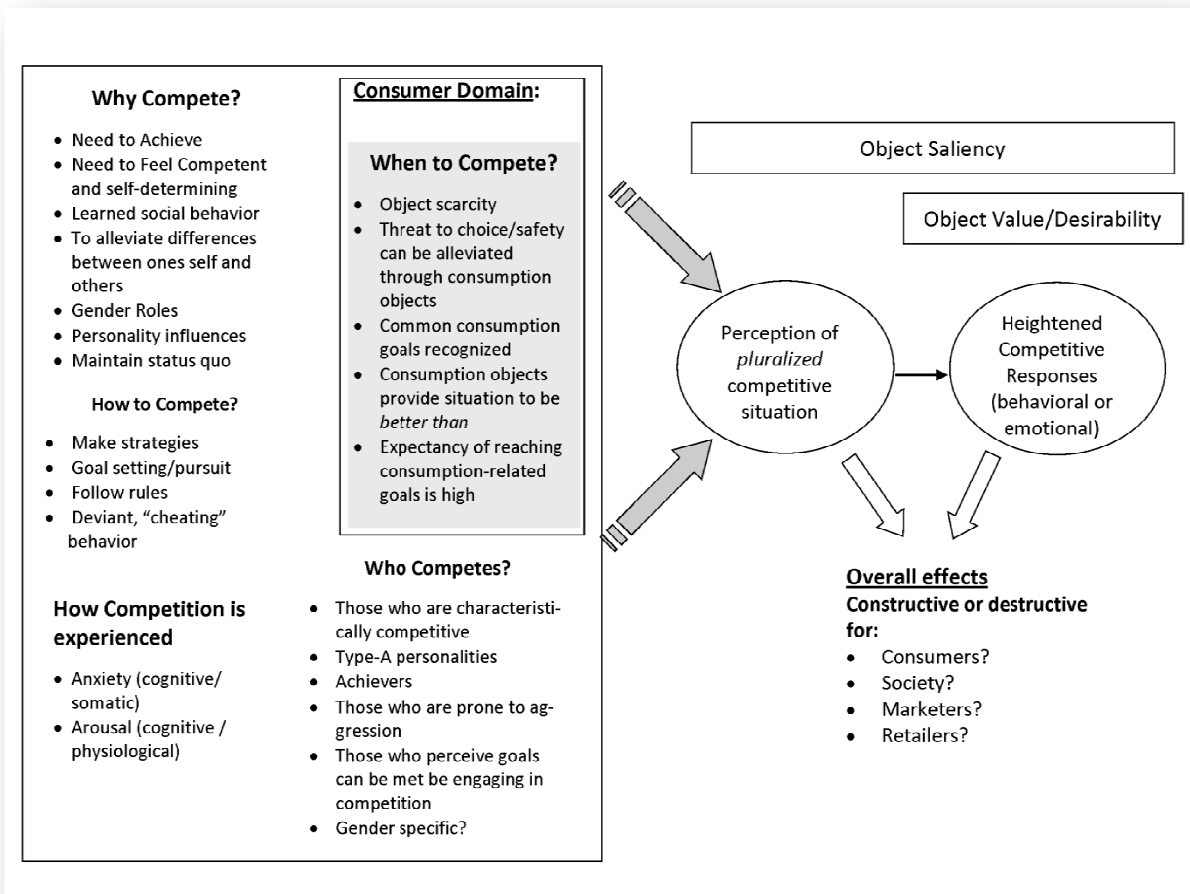 Why Compete?
• Need to Achieve
• Need to Feel Competent
and self-determining
• Learned social behavior
• To alleviate differences
between ones self and
others
• Gender Roles
• Personality influences
• Maintain status quo
How to Compete?
• Make strategies
• Goal setting/pursuit
• Follow rules
• Deviant, “cheating”
behavior
How Competition is
experienced
• Anxiety (cognitive/
somatic)
• Arousal (cognitive /
physiological)
Consumer Domain:
When to Compete?
• Object scarcity
• Threat to choice/safety
can be alleviated
through consumption
objects
• Common consumption
goals recognized
• Consumption objects
provide situation to be
better than
• Expectancy of reaching
consumption-related
goals is high
Who Competes?
• Those who are characteristi-
cally competitive
• Type-A personalities
• Achievers
• Those who are prone to ag-
gression
• Those who perceive goals
can be met be engaging in
competition
• Gender specific?
Object Saliency
Object Value/Desirability
Perception of
pluralized
competitive
situation
Heightened
Competitive
Responses
(behavioral or
emotional)
Overall effects
Constructive or destructive
for:
• Consumers?
• Society?
• Marketers?
• Retailers?